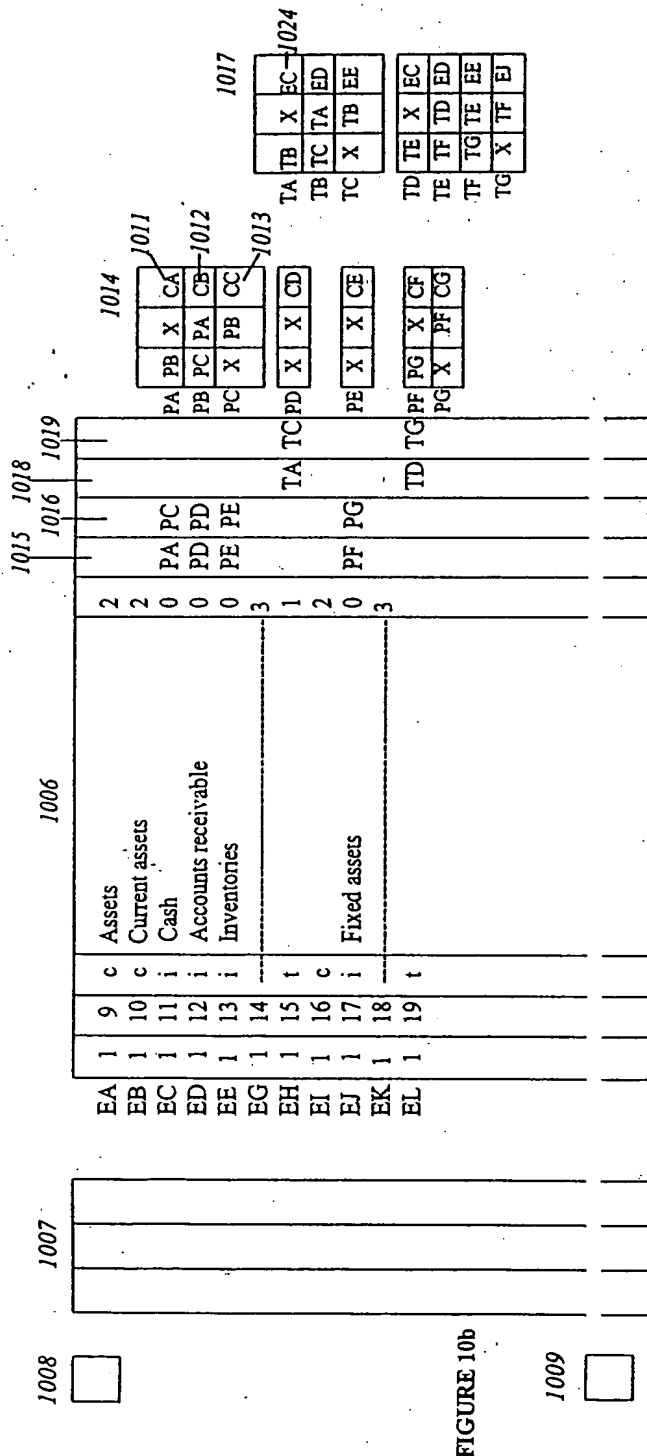 1008
1007
1006
1015
1018
1016
1019
1014
1011
1012
1013
1017
1024
EA 1 9 c Assets 2
EB 1 10 c Current assets 2
EC 1 11 i Cash 0 PA PC
ED 1 12 i Accounts receivable 0 PD PD
EE 1 13 i Inventories 0 PE PE
EG 1 14 ---------- 3
EH 1 15 t 1 TA TC
EI 1 16 c 2
EJ 1 17 i Fixed assets 0 PF PG
EK 1 18 ---------- 3
EL 1 19 t TD TG
PA PB X CA
PB PC PA CB
PC X PB CC
PD X X CD
PE X X CE
PF PG X CF
PG X PF CG
TA TB X EC
TB TC TA ED
TC X TB EE
TD TE X EC
TE TF TD ED
TF TG TE EE
TG X TF EJ
FIGURE 10b
1009